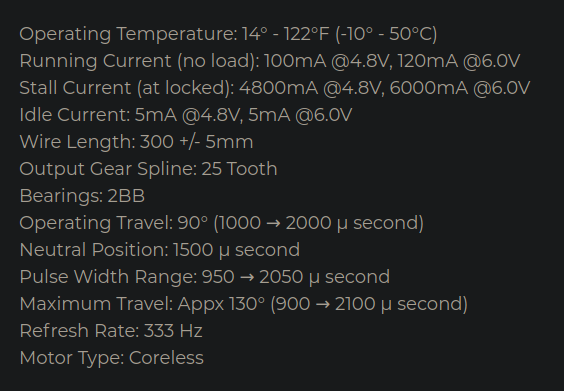 Operating Temperature: 14° - 122°F (-10° - 50°C)
Running Current (no load): 100mA @4.8V, 120mA @6.0V
Stall Current (at locked): 4800mA @4.8V, 6000mA @6.0V
Idle Current: 5mA @4.8V, 5mA @6.0V
Wire Length: 300 +/- 5mm
Output Gear Spline: 25 Tooth
Bearings: 2BB
Operating Travel: 90° (1000 → 2000 µ second)
Neutral Position: 1500 µ second
Pulse Width Range: 950 → 2050 µ second
Maximum Travel: Appx 130° (900 → 2100 µ second)
Refresh Rate: 333 Hz
Motor Type: Coreless